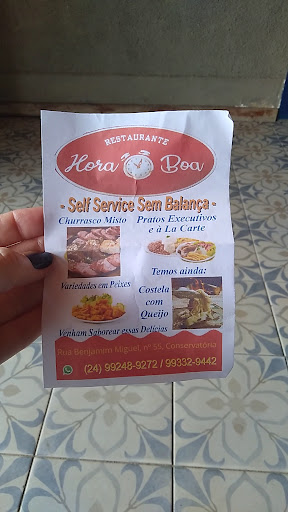 RESTAURANTE
Hora Boa
- Self Service Sem Balança -
Churrasco Misto
Pratos Executivos
e à La Carte
Variedades em Peixes
Temos ainda:
Costela
com
Queijo
Venham Saborear essas Delícias
Rua Benjamim Miguel, nº 55, Conservatória
(24) 99248-9272 / 99332-9442